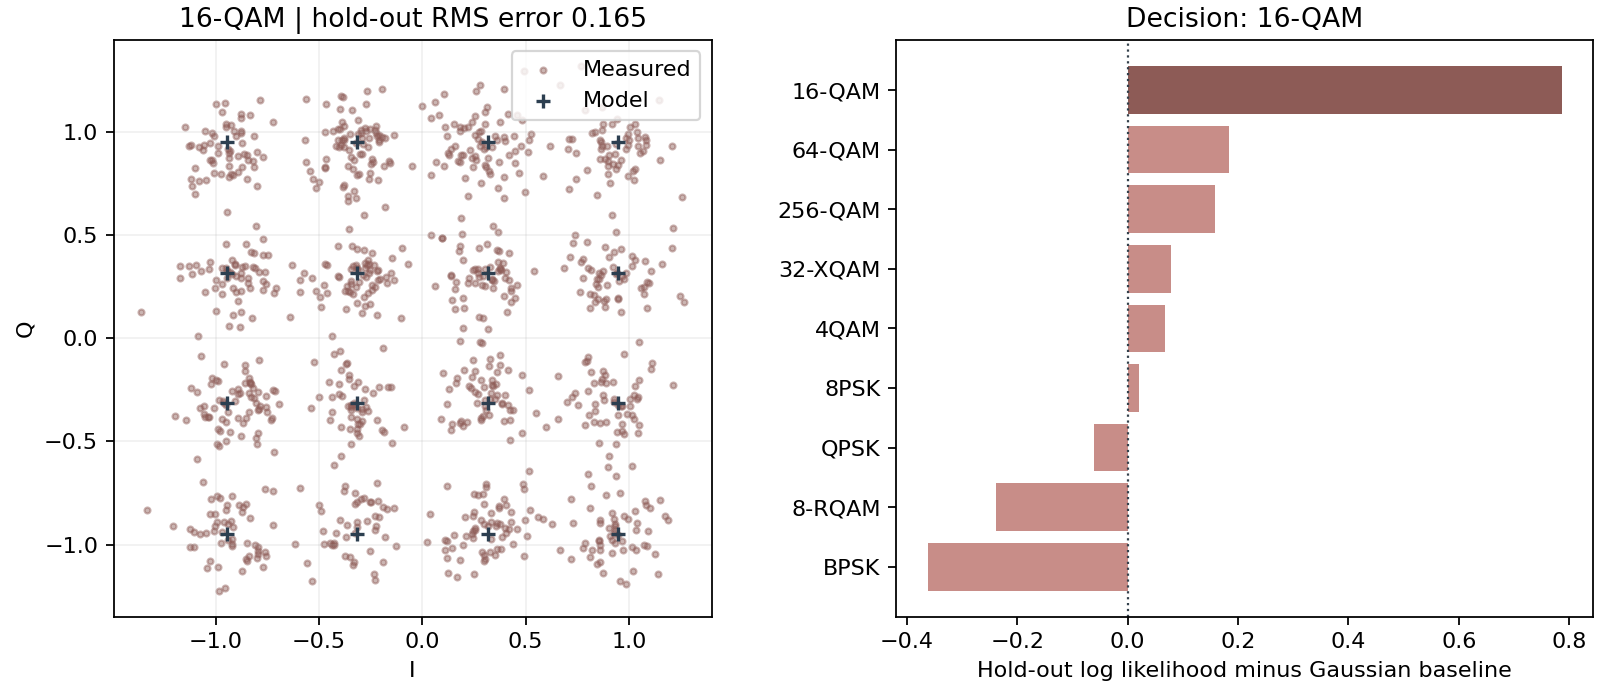 16-QAM | hold-out RMS error 0.165
Measured
Model
1.0
0.5
0.0
−0.5
−1.0
Q
−1.0
−0.5
0.0
0.5
1.0
I
Decision: 16-QAM
16-QAM
64-QAM
256-QAM
32-XQAM
4QAM
8PSK
QPSK
8-RQAM
BPSK
−0.4
−0.2
0.0
0.2
0.4
0.6
0.8
Hold-out log likelihood minus Gaussian baseline